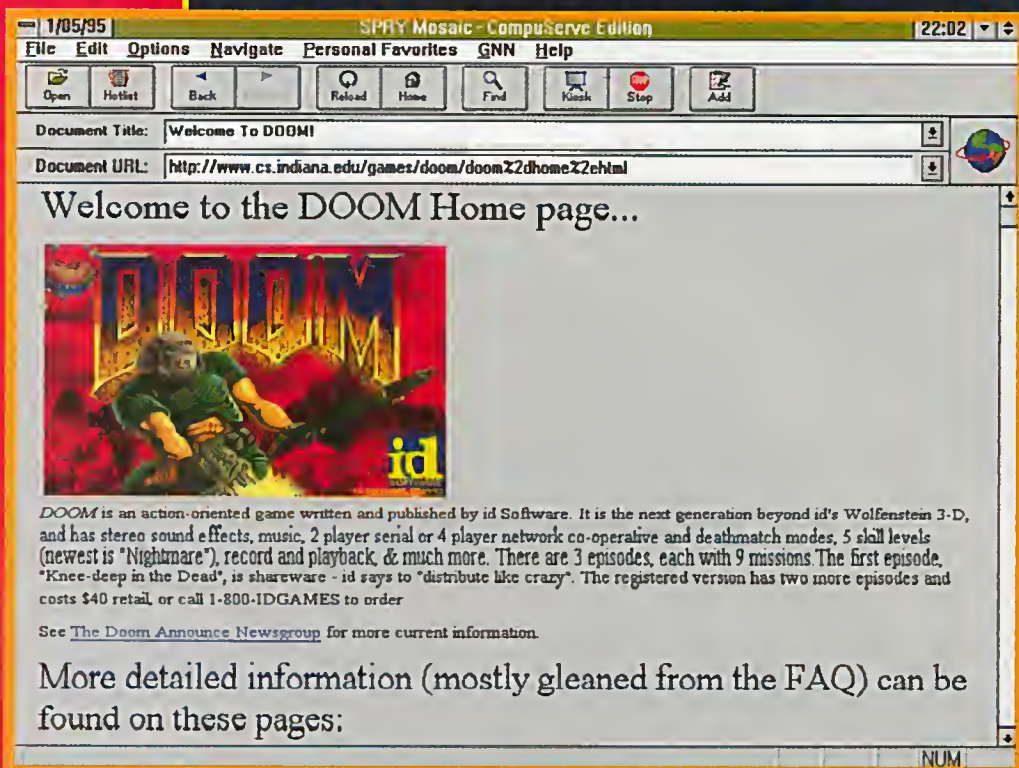 1/05/95 SPRY Mosaic - CompuServe Edition 22:02
File Edit Options Navigate Personal Favorites GNN Help
Open Hotlist Back Reload Home Find Kiosk Stop Add
Document Title: Welcome To DOOM!
Document URL: http://www.cs.indiana.edu/games/doom/doom%2dhome%2ehtml
Welcome to the DOOM Home page...
DOOM
id
SOFTWARE
DOOM is an action-oriented game written and published by id Software. It is the next generation beyond id's Wolfenstein 3-D,
and has stereo sound effects, music, 2 player serial or 4 player network co-operative and deathmatch modes, 5 skill levels
(newest is "Nightmare"), record and playback, & much more. There are 3 episodes, each with 9 missions.The first episode,
"Knee-deep in the Dead", is shareware - id says to "distribute like crazy". The registered version has two more episodes and
costs $40 retail, or call 1-800-IDGAMES to order
See The Doom Announce Newsgroup for more current information.
More detailed information (mostly gleaned from the FAQ) can be
found on these pages:
NUM